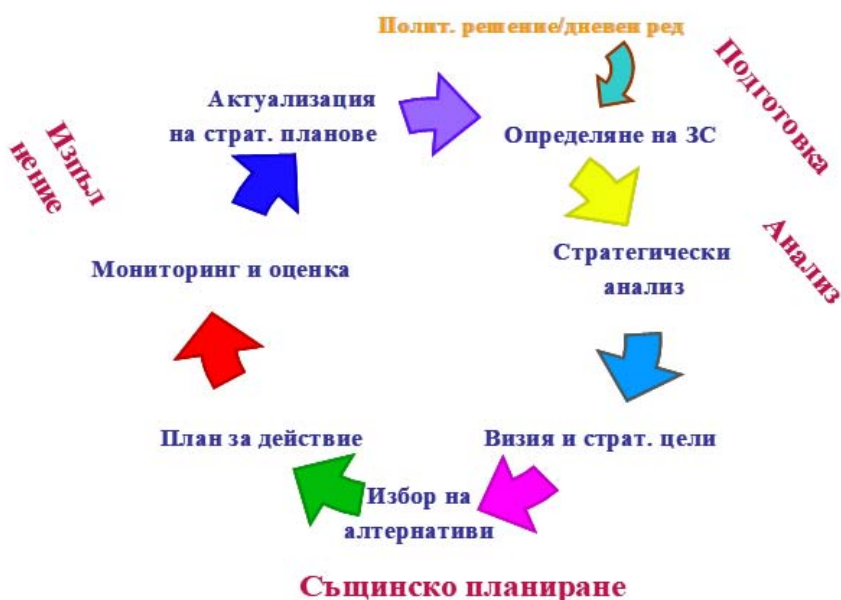 Полит. решение/дневен ред
Подготовка
Актуализация
на страт. планове
Определяне на ЗС
Изпъл
нение
Анализ
Стратегически
анализ
Мониторинг и оценка
План за действие
Визия и страт. цели
Избор на
алтернативи
Същинско планиране